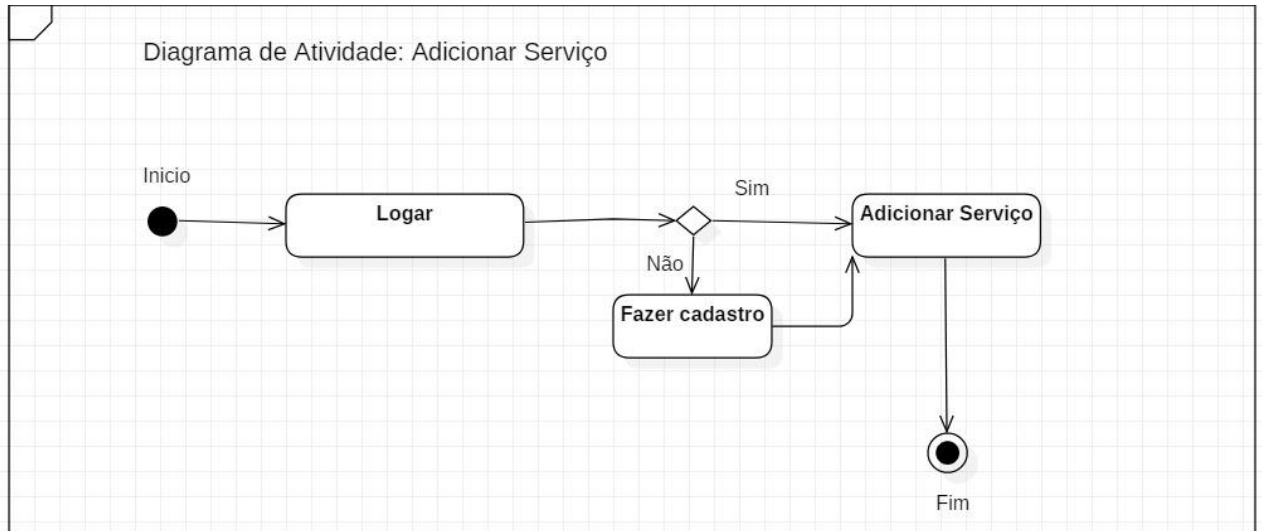 Diagrama de Atividade: Adicionar Serviço
Inicio
Logar
Sim
Adicionar Serviço
Não
Fazer cadastro
Fim